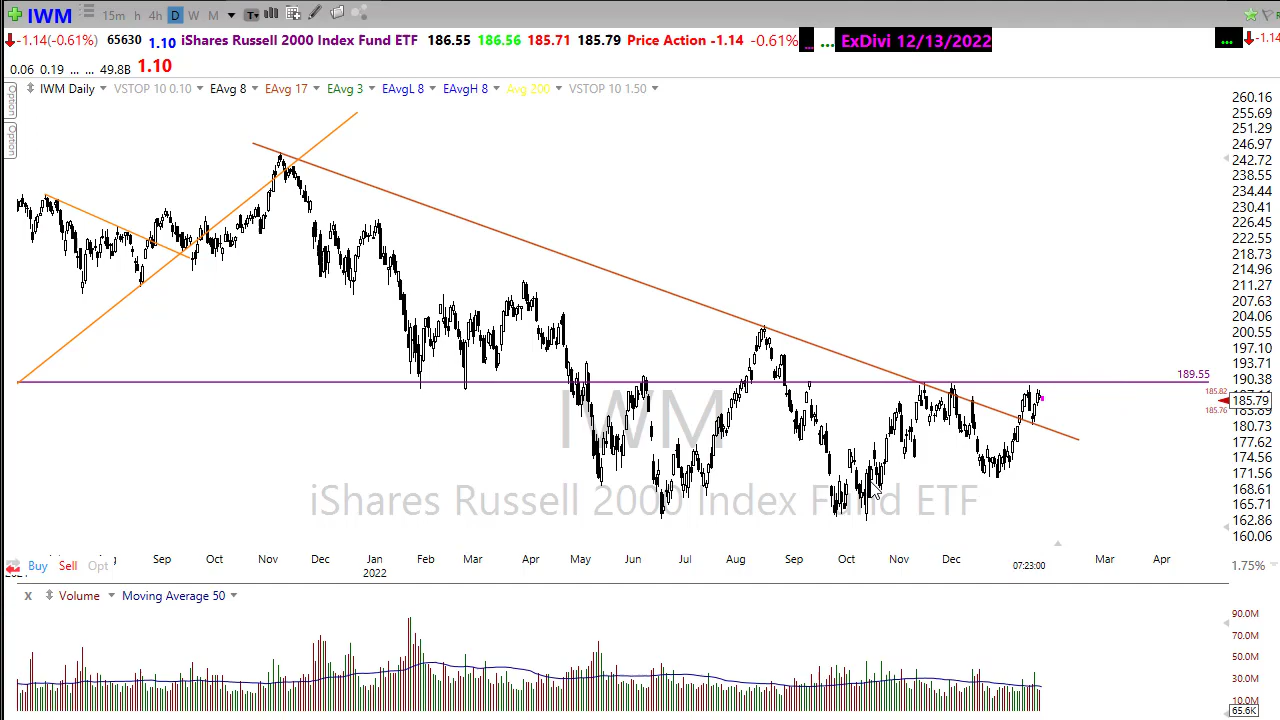 IWM 15m h 4h D W M T
-1.14(-0.61%) 65630 1.10 iShares Russell 2000 Index Fund ETF 186.55 186.56 185.71 185.79 Price Action -1.14 -0.61% ... ... ExDivi 12/13/2022 ... -1.14
0.06 0.19 ... ... 49.8B 1.10
IWM Daily VSTOP 10 0.10 EAvg 8 EAvg 17 EAvg 3 EAvgL 8 EAvgH 8 Avg 200 VSTOP 10 1.50
Option
Option
260.16
255.69
251.29
246.97
242.72
238.55
234.44
230.41
226.45
222.55
218.73
214.96
211.27
207.63
204.06
200.55
197.10
193.71
189.55
190.38
185.82
185.79
185.76
183.89
180.73
177.62
174.56
171.56
168.61
165.71
162.86
160.06
IWM
iShares Russell 2000 Index Fund ETF
Sep Oct Nov Dec Jan Feb Mar Apr May Jun Jul Aug Sep Oct Nov Dec 07:23:00 Mar Apr
2022
Buy Sell Opt
1.75%
X Volume Moving Average 50
90.0M
70.0M
50.0M
30.0M
10.0M
65.6K